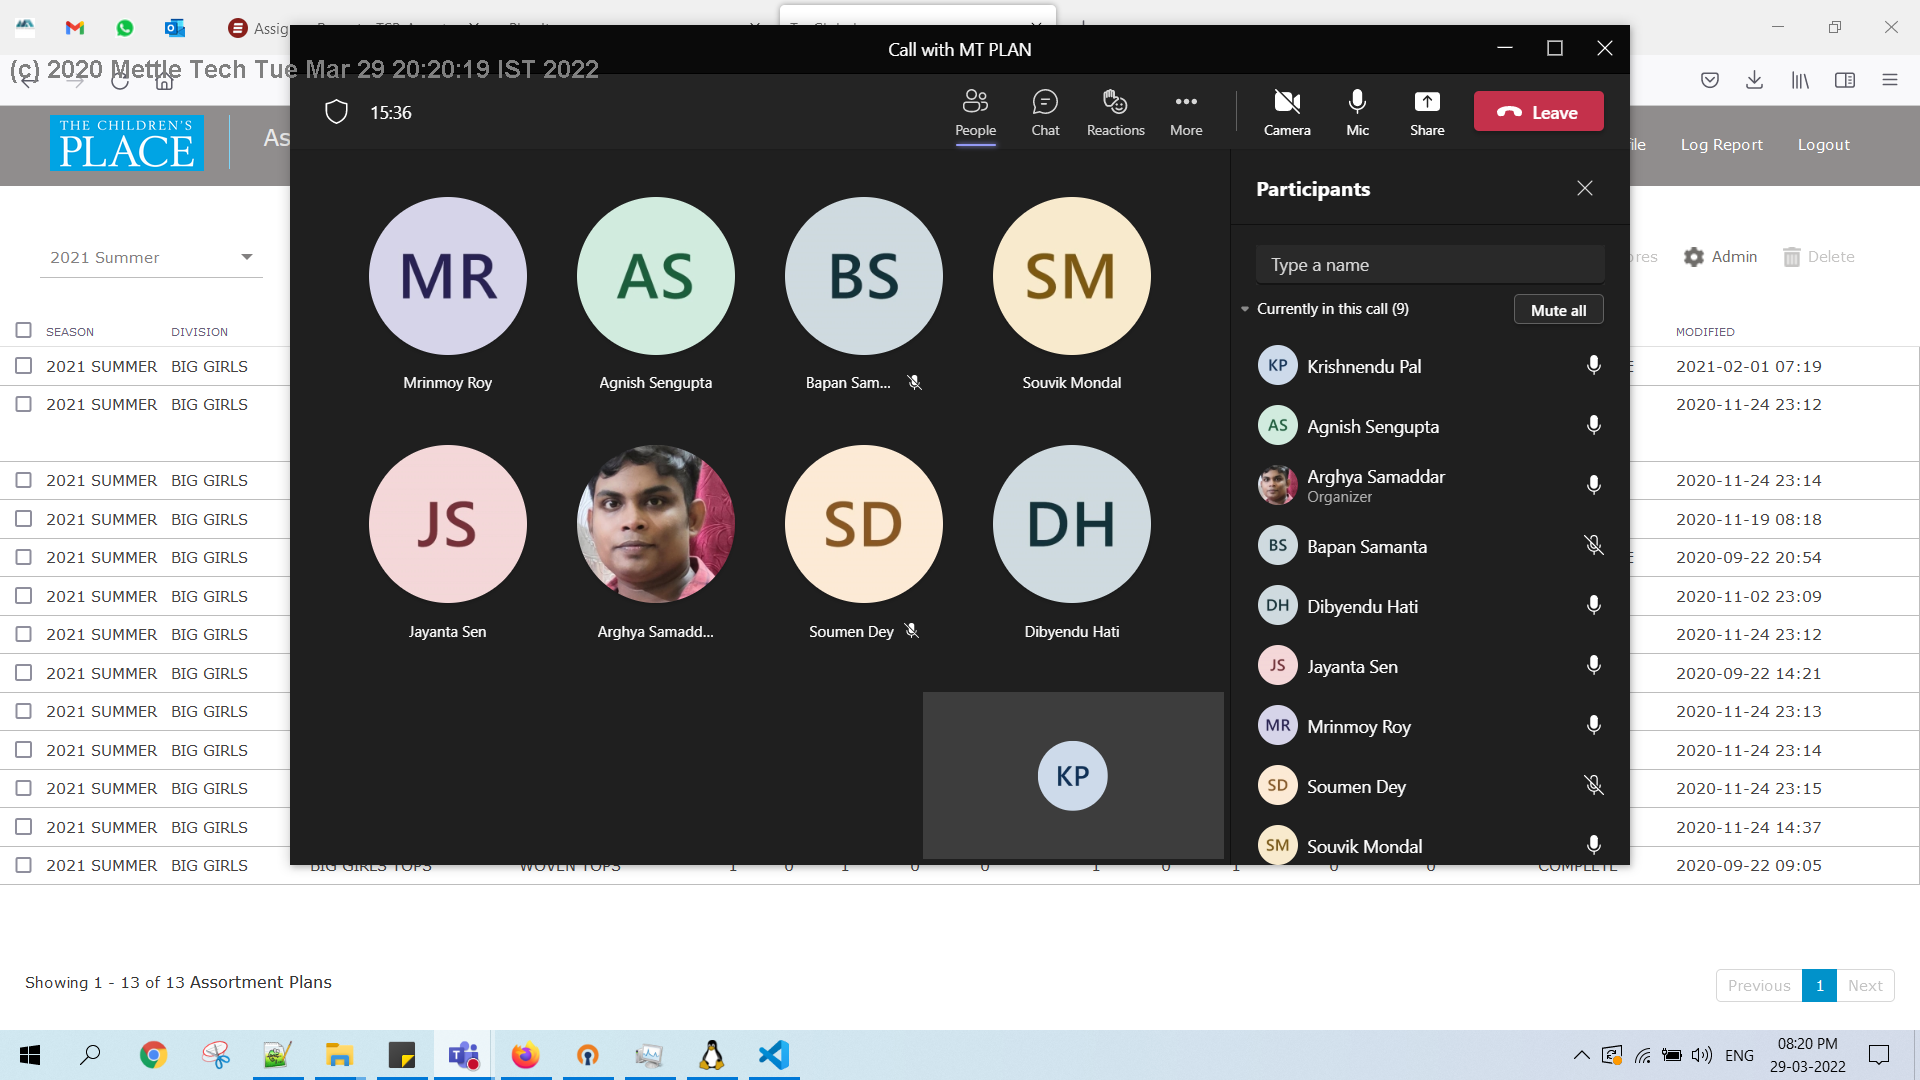 Assig
(c) 2020 Mettle Tech Tue Mar 29 20:20:19 IST 2022
Call with MT PLAN
15:36
People
Chat
Reactions
More
Camera
Mic
Share
Leave
THE CHILDREN'S
PLACE
As
Log Report
Logout
2021 Summer
Admin
Delete
SEASON DIVISION MODIFIED
2021 SUMMER BIG GIRLS 2021-02-01 07:19
2021 SUMMER BIG GIRLS 2020-11-24 23:12
2021 SUMMER BIG GIRLS 2020-11-24 23:14
2021 SUMMER BIG GIRLS 2020-11-19 08:18
2021 SUMMER BIG GIRLS 2020-09-22 20:54
2021 SUMMER BIG GIRLS 2020-11-02 23:09
2021 SUMMER BIG GIRLS 2020-11-24 23:12
2021 SUMMER BIG GIRLS 2020-09-22 14:21
2021 SUMMER BIG GIRLS 2020-11-24 23:13
2021 SUMMER BIG GIRLS 2020-11-24 23:14
2021 SUMMER BIG GIRLS 2020-11-24 23:15
2021 SUMMER BIG GIRLS 2020-11-24 14:37
2021 SUMMER BIG GIRLS BIG GIRLS TOPS WOVEN TOPS 1 0 1 0 0 1 0 1 0 0 COMPLETE 2020-09-22 09:05
MR
Mrinmoy Roy
AS
Agnish Sengupta
BS
Bapan Sam...
SM
Souvik Mondal
JS
Jayanta Sen
Arghya Samadd...
SD
Soumen Dey
DH
Dibyendu Hati
KP
Participants
Type a name
Currently in this call (9)
Mute all
KP Krishnendu Pal
AS Agnish Sengupta
Arghya Samaddar
Organizer
BS Bapan Samanta
DH Dibyendu Hati
JS Jayanta Sen
MR Mrinmoy Roy
SD Soumen Dey
SM Souvik Mondal
Showing 1 - 13 of 13 Assortment Plans
Previous 1 Next
ENG
08:20 PM
29-03-2022